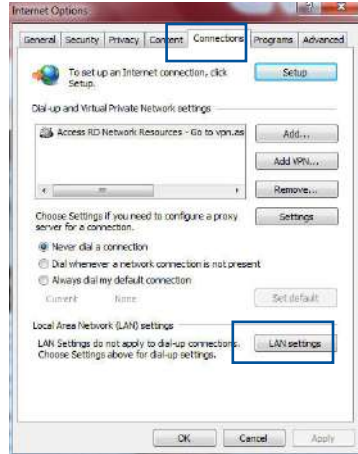 Internet Options
General Security Privacy Content Connections Programs Advanced
To set up an Internet connection, click
Setup.
Setup
Dial-up and Virtual Private Network settings
Access RD Network Resources - Go to vpn.as
Add...
Add VPN...
Remove...
Choose Settings if you need to configure a proxy
server for a connection.
Settings
Never dial a connection
Dial whenever a network connection is not present
Always dial my default connection
Current None
Set default
Local Area Network (LAN) settings
LAN Settings do not apply to dial-up connections.
Choose Settings above for dial-up settings.
LAN settings
OK Cancel Apply